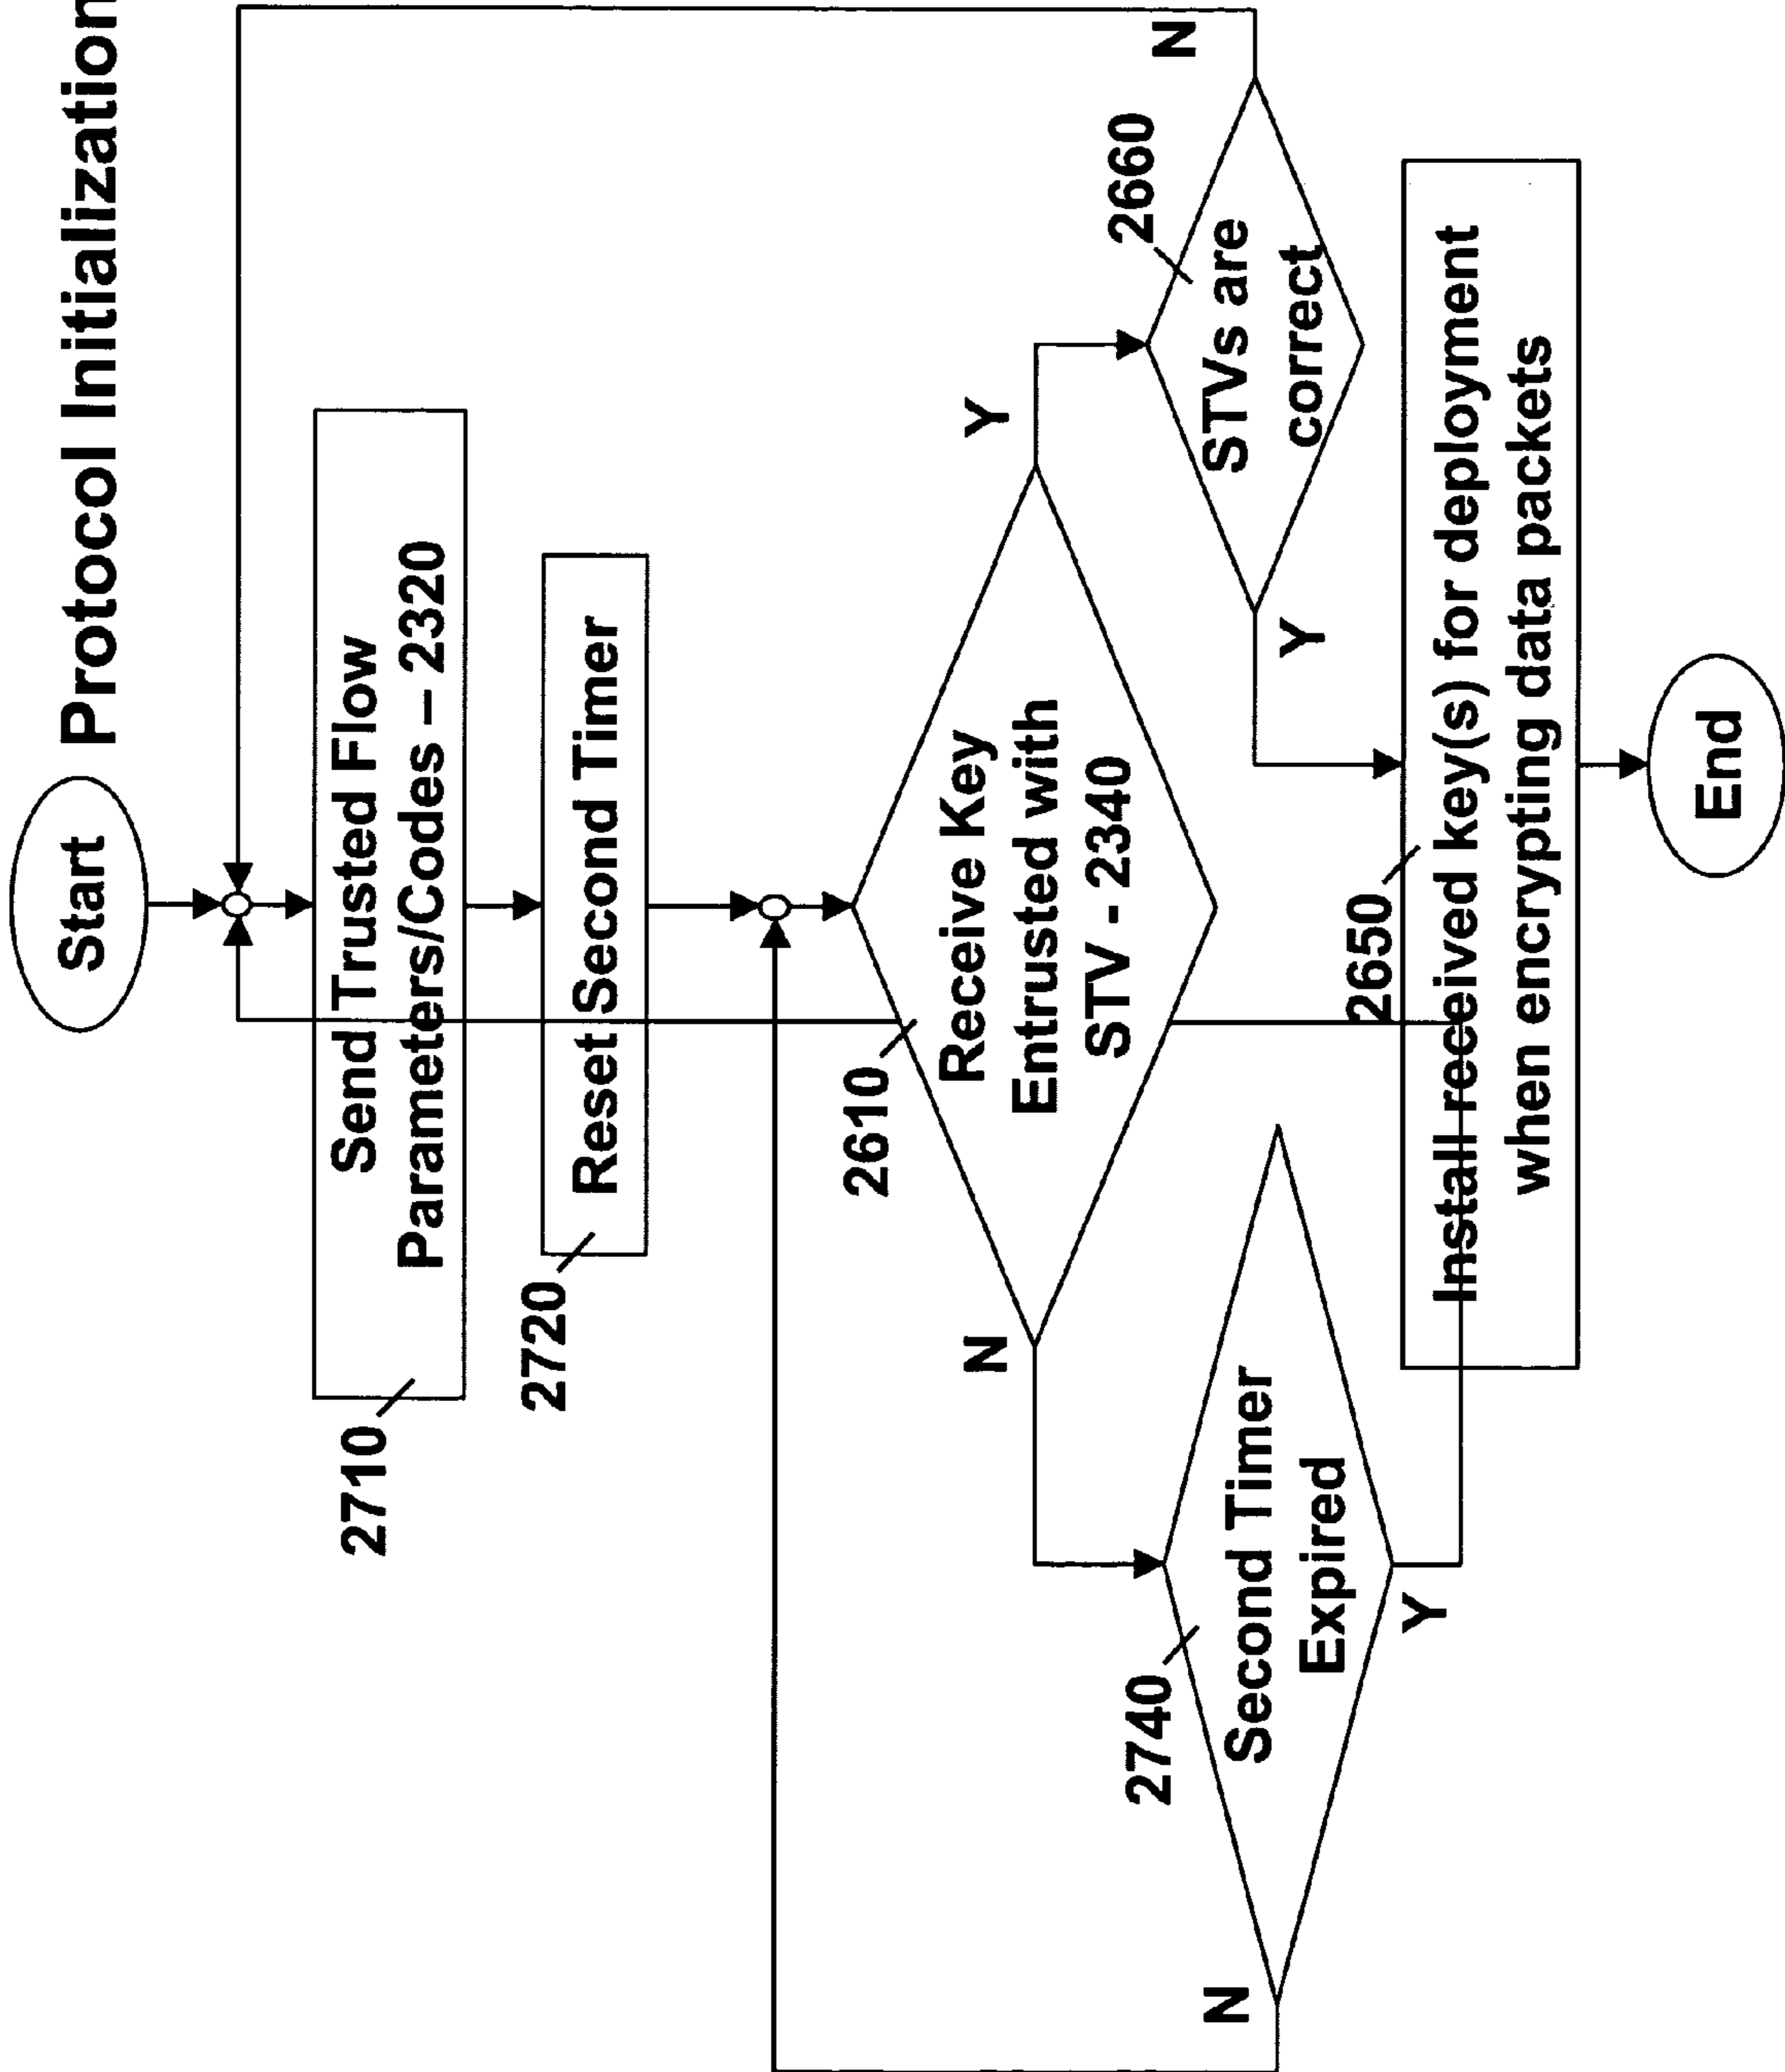 Protocol Initialization
Start
2710
Send Trusted Flow
Parameters/Codes – 2320
2720
Reset Second Timer
2610
Receive Key
Entrusted with
STV - 2340
N
Y
2740
Second Timer
Expired
N
Y
2660
STVs are
correct
N
Y
2650
Install received key(s) for deployment
when encrypting data packets
End